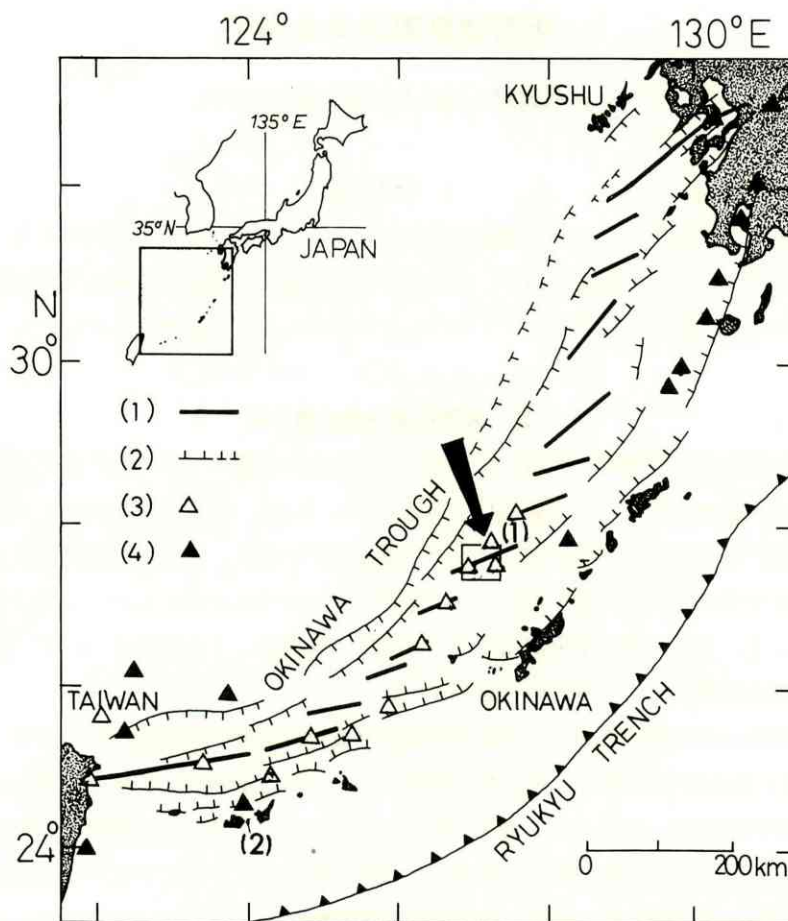 124°
130°E
KYUSHU
135°E
35°N
JAPAN
N
30°
(1)
(2)
(3)
(4)
TROUGH
(1)
OKINAWA
TAIWAN
OKINAWA
RYUKYU TRENCH
24°
(2)
0 200km